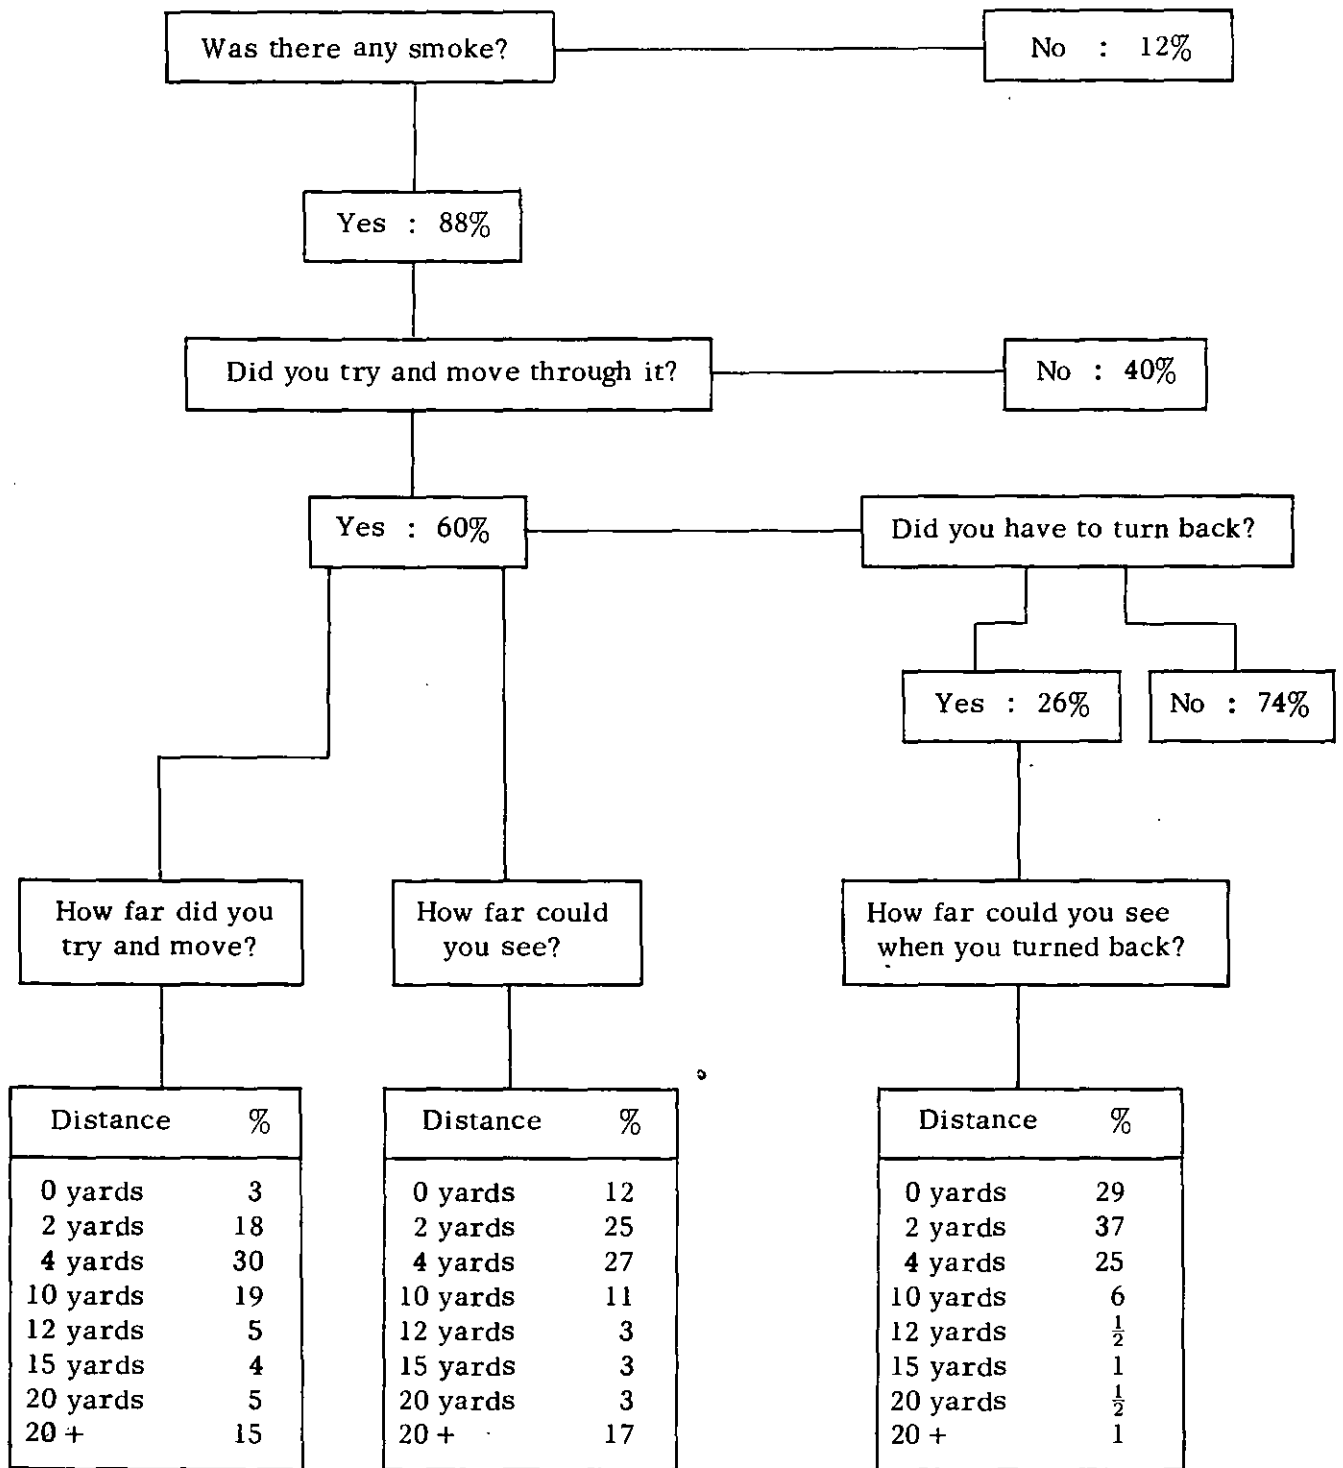 Was there any smoke?
No : 12%
Yes : 88%
Did you try and move through it?
No : 40%
Yes : 60%
Did you have to turn back?
Yes : 26%
No : 74%
How far did you
try and move?
How far could
you see?
How far could you see
when you turned back?
Distance %
0 yards 3
2 yards 18
4 yards 30
10 yards 19
12 yards 5
15 yards 4
20 yards 5
20 + 15
Distance %
0 yards 12
2 yards 25
4 yards 27
10 yards 11
12 yards 3
15 yards 3
20 yards 3
20 + 17
Distance %
0 yards 29
2 yards 37
4 yards 25
10 yards 6
12 yards ½
15 yards 1
20 yards ½
20 + 1